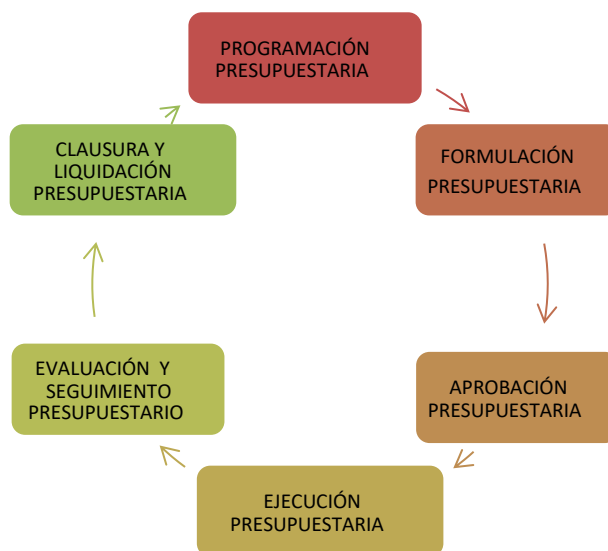 PROGRAMACIÓN
PRESUPUESTARIA
FORMULACIÓN
PRESUPUESTARIA
APROBACIÓN
PRESUPUESTARIA
EJECUCIÓN
PRESUPUESTARIA
EVALUACIÓN Y
SEGUIMIENTO
PRESUPUESTARIO
CLAUSURA Y
LIQUIDACIÓN
PRESUPUESTARIA